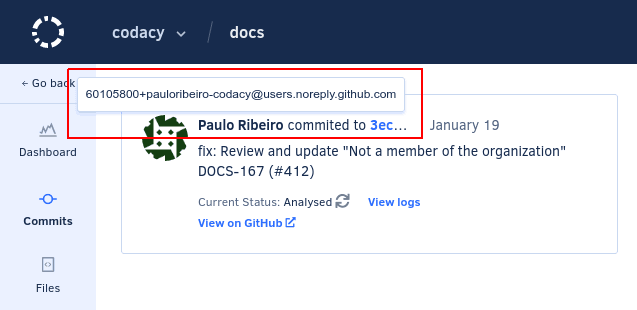 codacy / docs
← Go back
60105800+pauloribeiro-codacy@users.noreply.github.com
Paulo Ribeiro commited to 3ec... January 19
Dashboard
fix: Review and update "Not a member of the organization"
DOCS-167 (#412)
Current Status: Analysed View logs
Commits
View on GitHub
Files